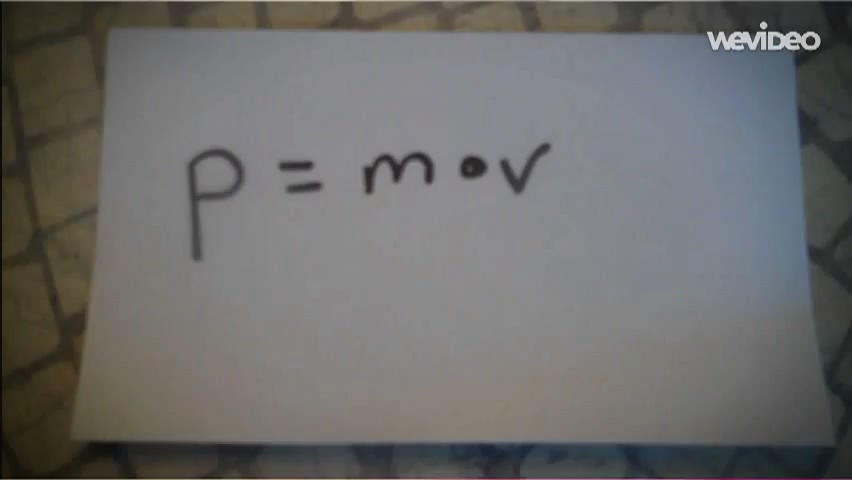 WEVIDEO
p = m • v